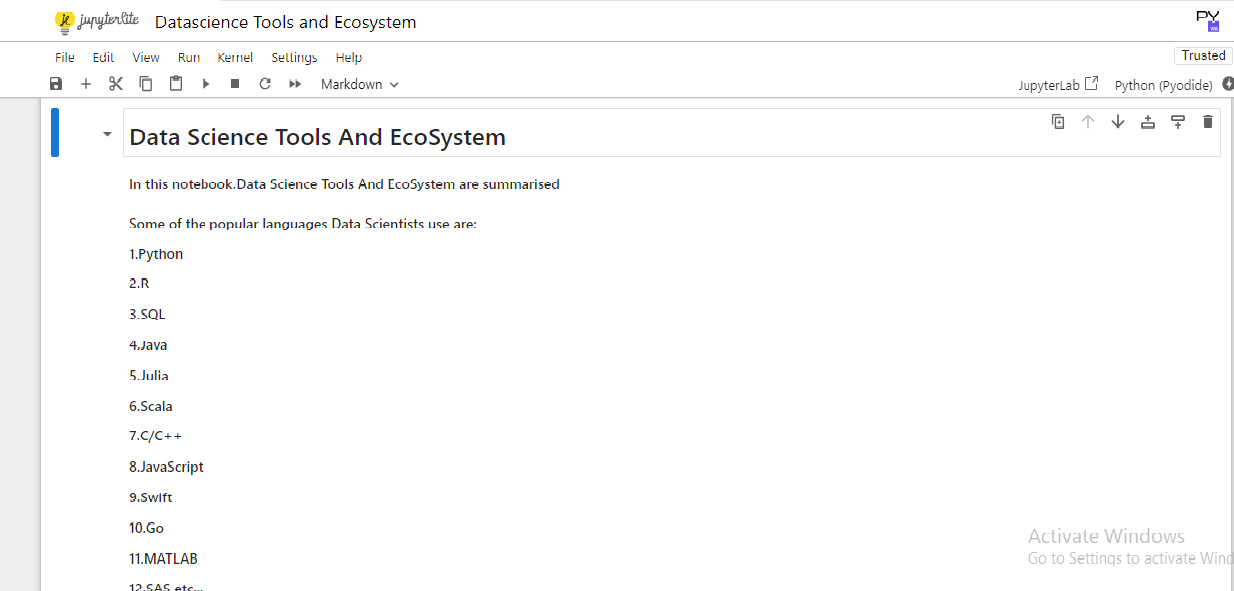 jupyterlite Datascience Tools and Ecosystem PY
File Edit View Run Kernel Settings Help Trusted
Markdown JupyterLab Python (Pyodide)
Data Science Tools And EcoSystem
In this notebook.Data Science Tools And EcoSystem are summarised
Some of the popular languages Data Scientists use are:
1.Python
2.R
3.SQL
4.Java
5.Julia
6.Scala
7.C/C++
8.JavaScript
9.Swift
10.Go
11.MATLAB
12.SAS etc...
Activate Windows
Go to Settings to activate Wind